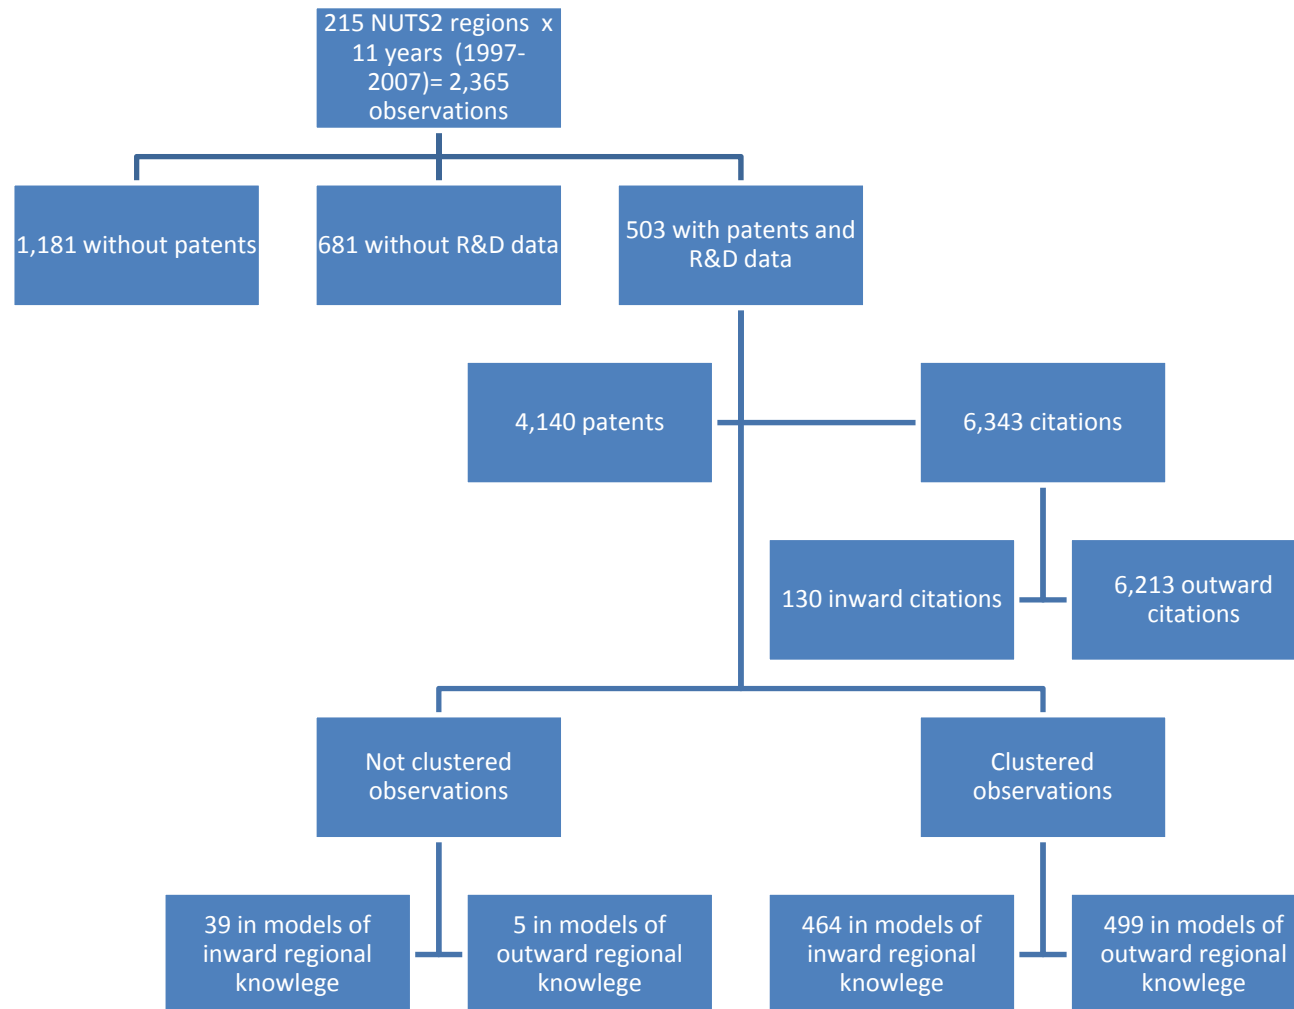 215 NUTS2 regions x
11 years (1997-
2007)= 2,365
observations
1,181 without patents
681 without R&D data
503 with patents and
R&D data
4,140 patents
6,343 citations
130 inward citations
6,213 outward
citations
Not clustered
observations
Clustered
observations
39 in models of
inward regional
knowlege
5 in models of
outward regional
knowlege
464 in models of
inward regional
knowlege
499 in models of
outward regional
knowlege